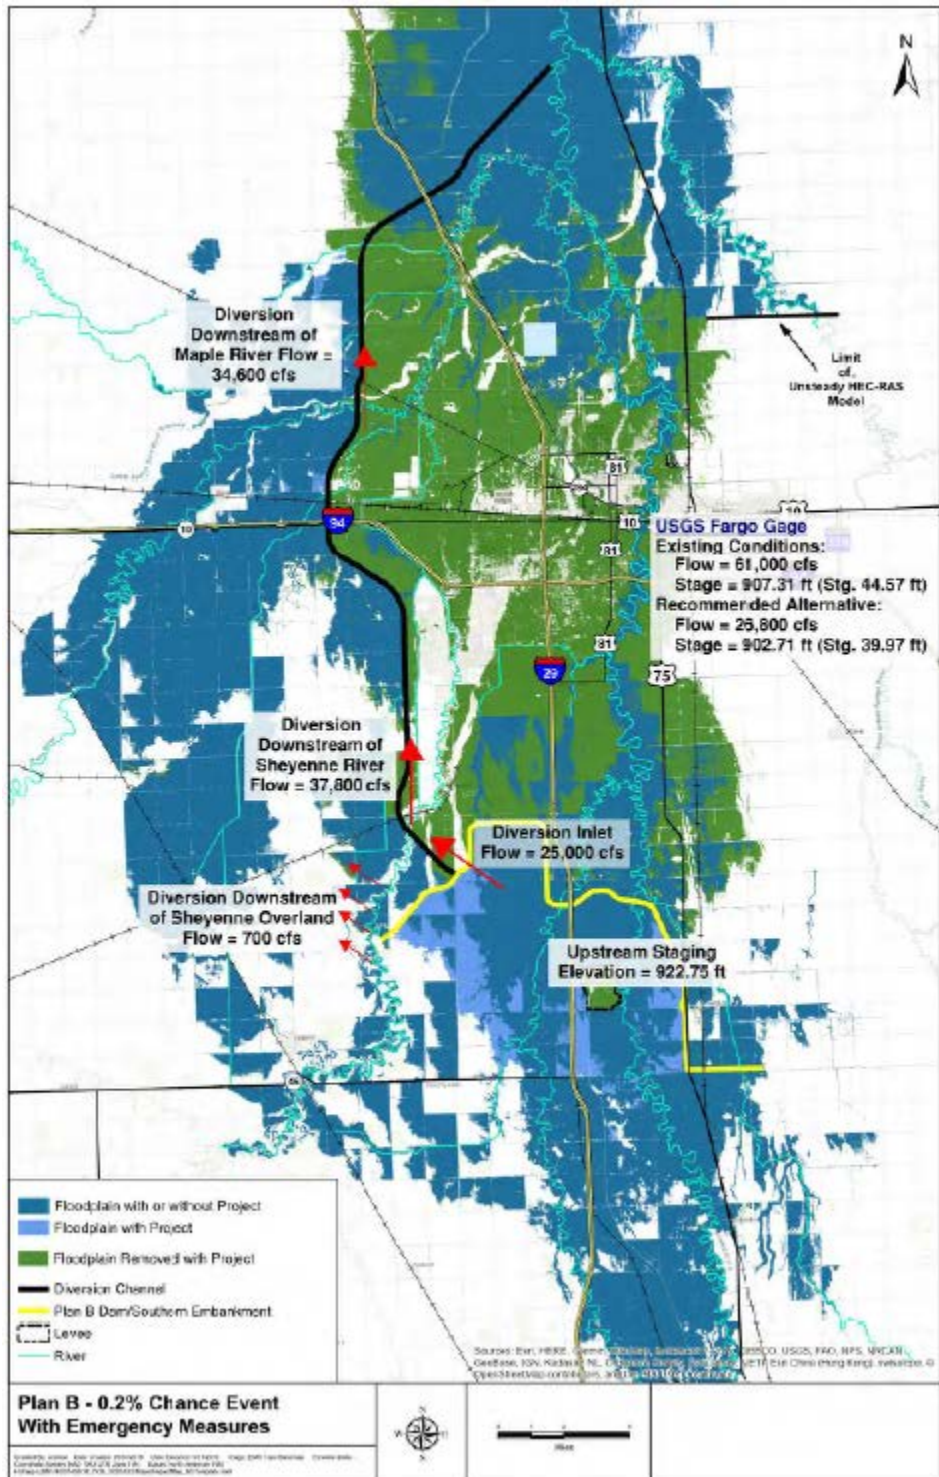 N
Diversion
Downstream of
Maple River Flow =
34,600 cfs
Limit
of
Unsteady HEC-RAS
Model
81
94
10
10
81
USGS Fargo Gage
Existing Conditions:
Flow = 61,000 cfs
Stage = 907.31 ft (Stg. 44.57 ft)
Recommended Alternative:
Flow = 26,800 cfs
Stage = 902.71 ft (Stg. 39.97 ft)
81
29
75
Diversion
Downstream of
Sheyenne River
Flow = 37,800 cfs
Diversion Inlet
Flow = 25,000 cfs
Diversion Downstream
of Sheyenne Overland
Flow = 700 cfs
Upstream Staging
Elevation = 922.75 ft
46
Floodplain with or without Project
Floodplain with Project
Floodplain Removed with Project
Diversion Channel
Plan B Dam/Southern Embankment
Levee
River
Plan B - 0.2% Chance Event
With Emergency Measures
N
W
S
Miles